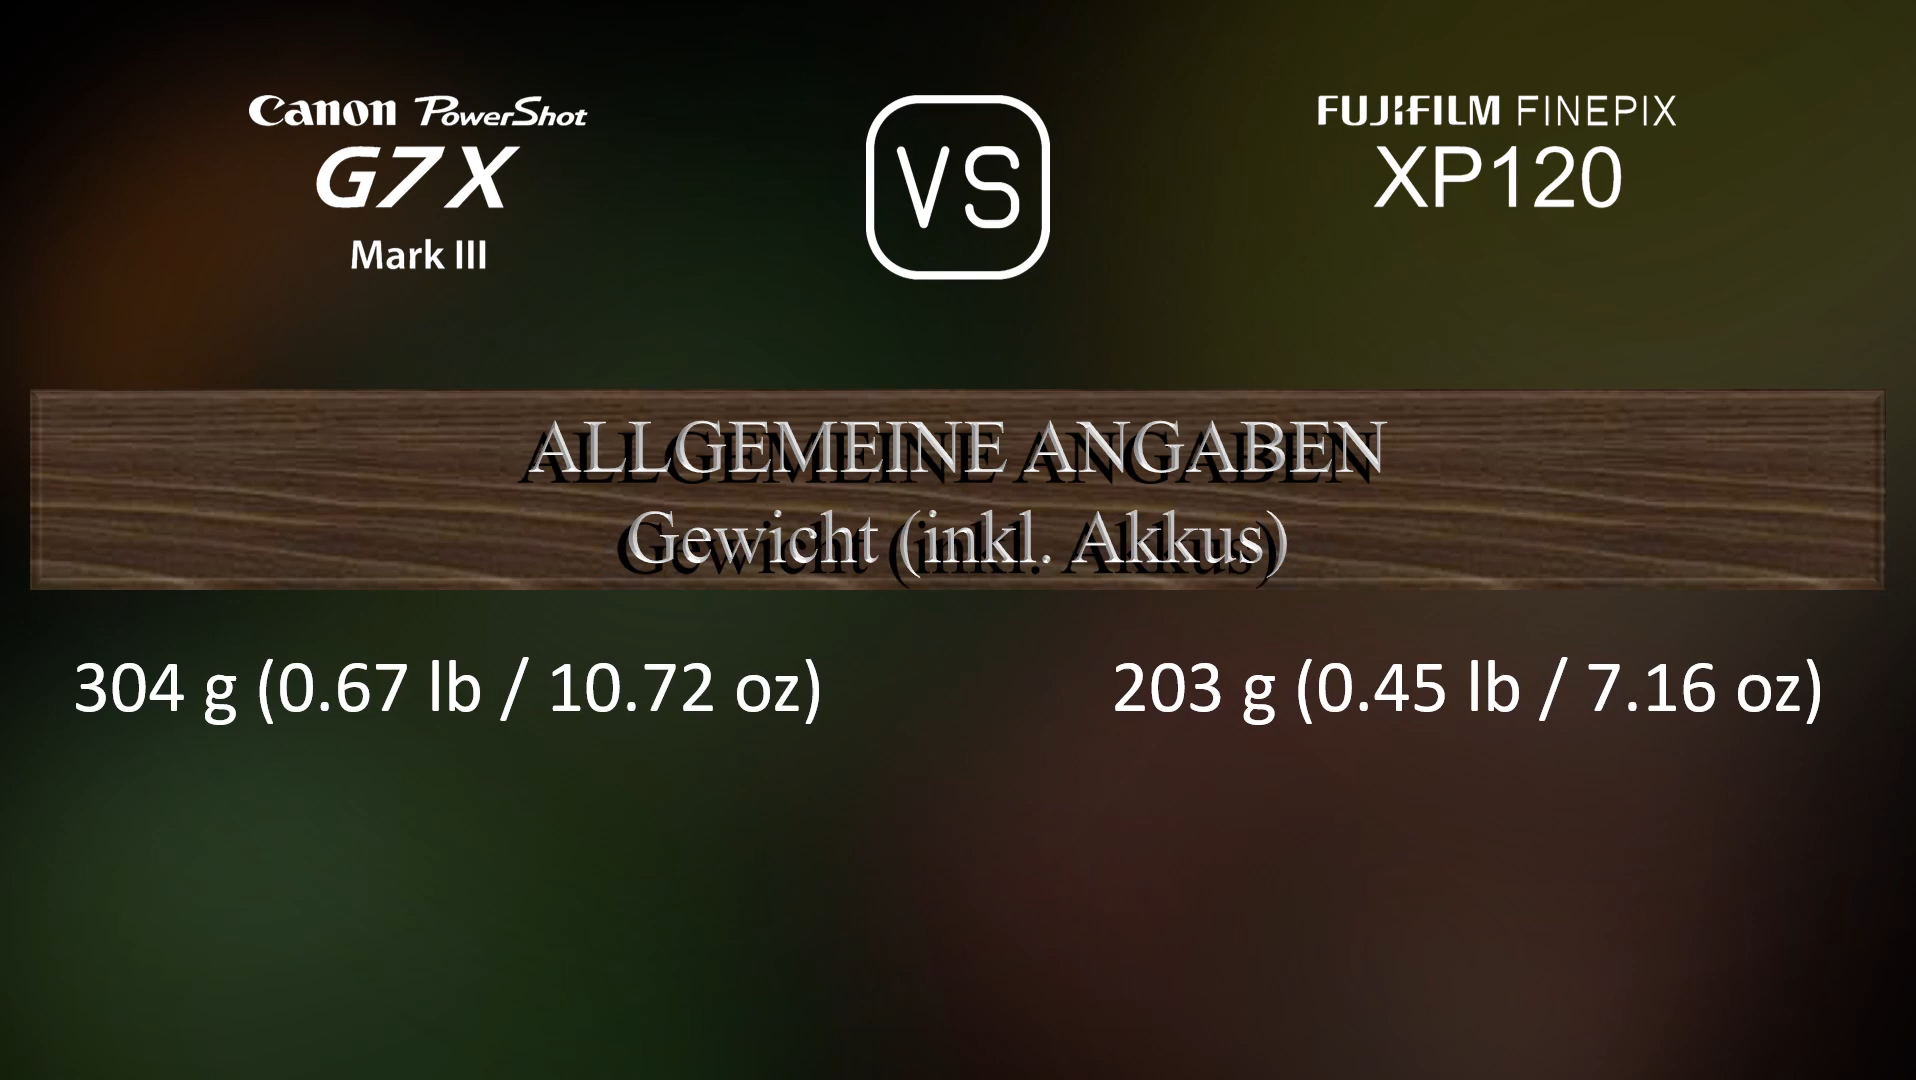 Canon PowerShot
G7 X
Mark III
VS
FUJIFILM FINEPIX
XP120
ALLGEMEINE ANGABEN
Gewicht (inkl. Akkus)
304 g (0.67 lb / 10.72 oz)
203 g (0.45 lb / 7.16 oz)